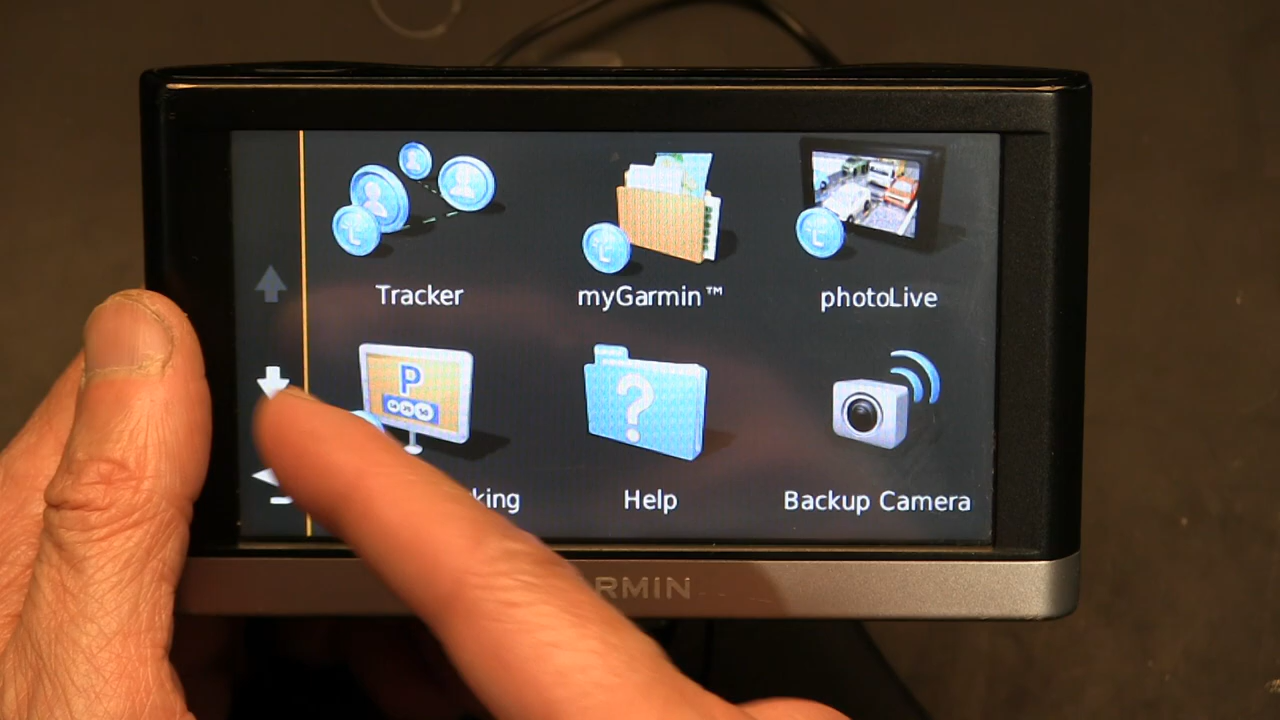 Tracker
myGarmin™
photoLive
P
Help
Backup Camera